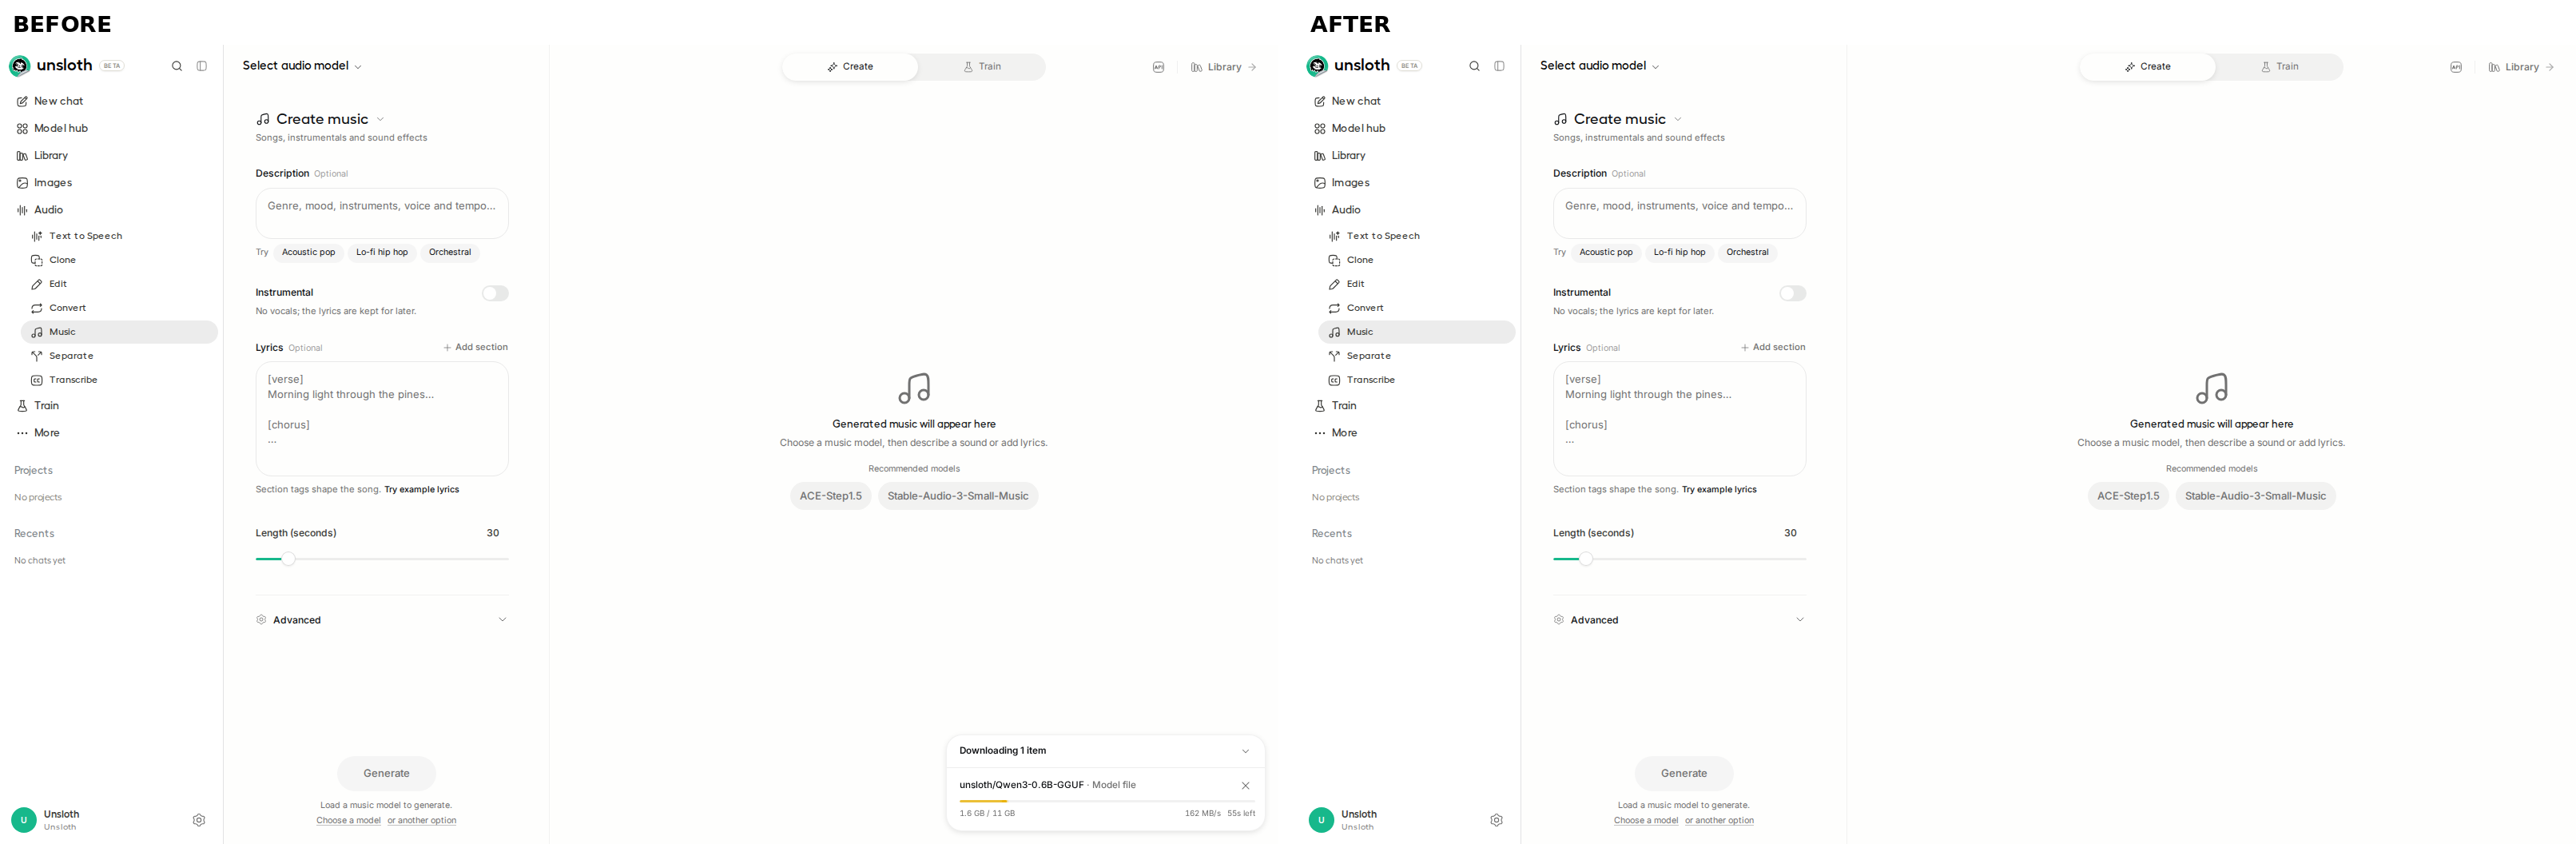 BEFORE
unsloth BETA
New chat
Model hub
Library
Images
Audio
Text to Speech
Clone
Edit
Convert
Music
Separate
Transcribe
Train
More
Projects
No projects
Recents
No chats yet
U
Unsloth
Unsloth
Select audio model
Create
Train
API
Library
Create music
Songs, instrumentals and sound effects
Description Optional
Genre, mood, instruments, voice and tempo...
Try Acoustic pop Lo-fi hip hop Orchestral
Instrumental
No vocals; the lyrics are kept for later.
Lyrics Optional + Add section
[verse]
Morning light through the pines...
[chorus]
...
Section tags shape the song. Try example lyrics
Length (seconds) 30
Advanced
Generate
Load a music model to generate.
Choose a model or another option
Generated music will appear here
Choose a music model, then describe a sound or add lyrics.
Recommended models
ACE-Step1.5 Stable-Audio-3-Small-Music
Downloading 1 item
unsloth/Qwen3-0.6B-GGUF · Model file
1.6 GB / 11 GB 162 MB/s 55s left
AFTER
unsloth BETA
New chat
Model hub
Library
Images
Audio
Text to Speech
Clone
Edit
Convert
Music
Separate
Transcribe
Train
More
Projects
No projects
Recents
No chats yet
U
Unsloth
Unsloth
Select audio model
Create
Train
API
Library
Create music
Songs, instrumentals and sound effects
Description Optional
Genre, mood, instruments, voice and tempo...
Try Acoustic pop Lo-fi hip hop Orchestral
Instrumental
No vocals; the lyrics are kept for later.
Lyrics Optional + Add section
[verse]
Morning light through the pines...
[chorus]
...
Section tags shape the song. Try example lyrics
Length (seconds) 30
Advanced
Generate
Load a music model to generate.
Choose a model or another option
Generated music will appear here
Choose a music model, then describe a sound or add lyrics.
Recommended models
ACE-Step1.5 Stable-Audio-3-Small-Music